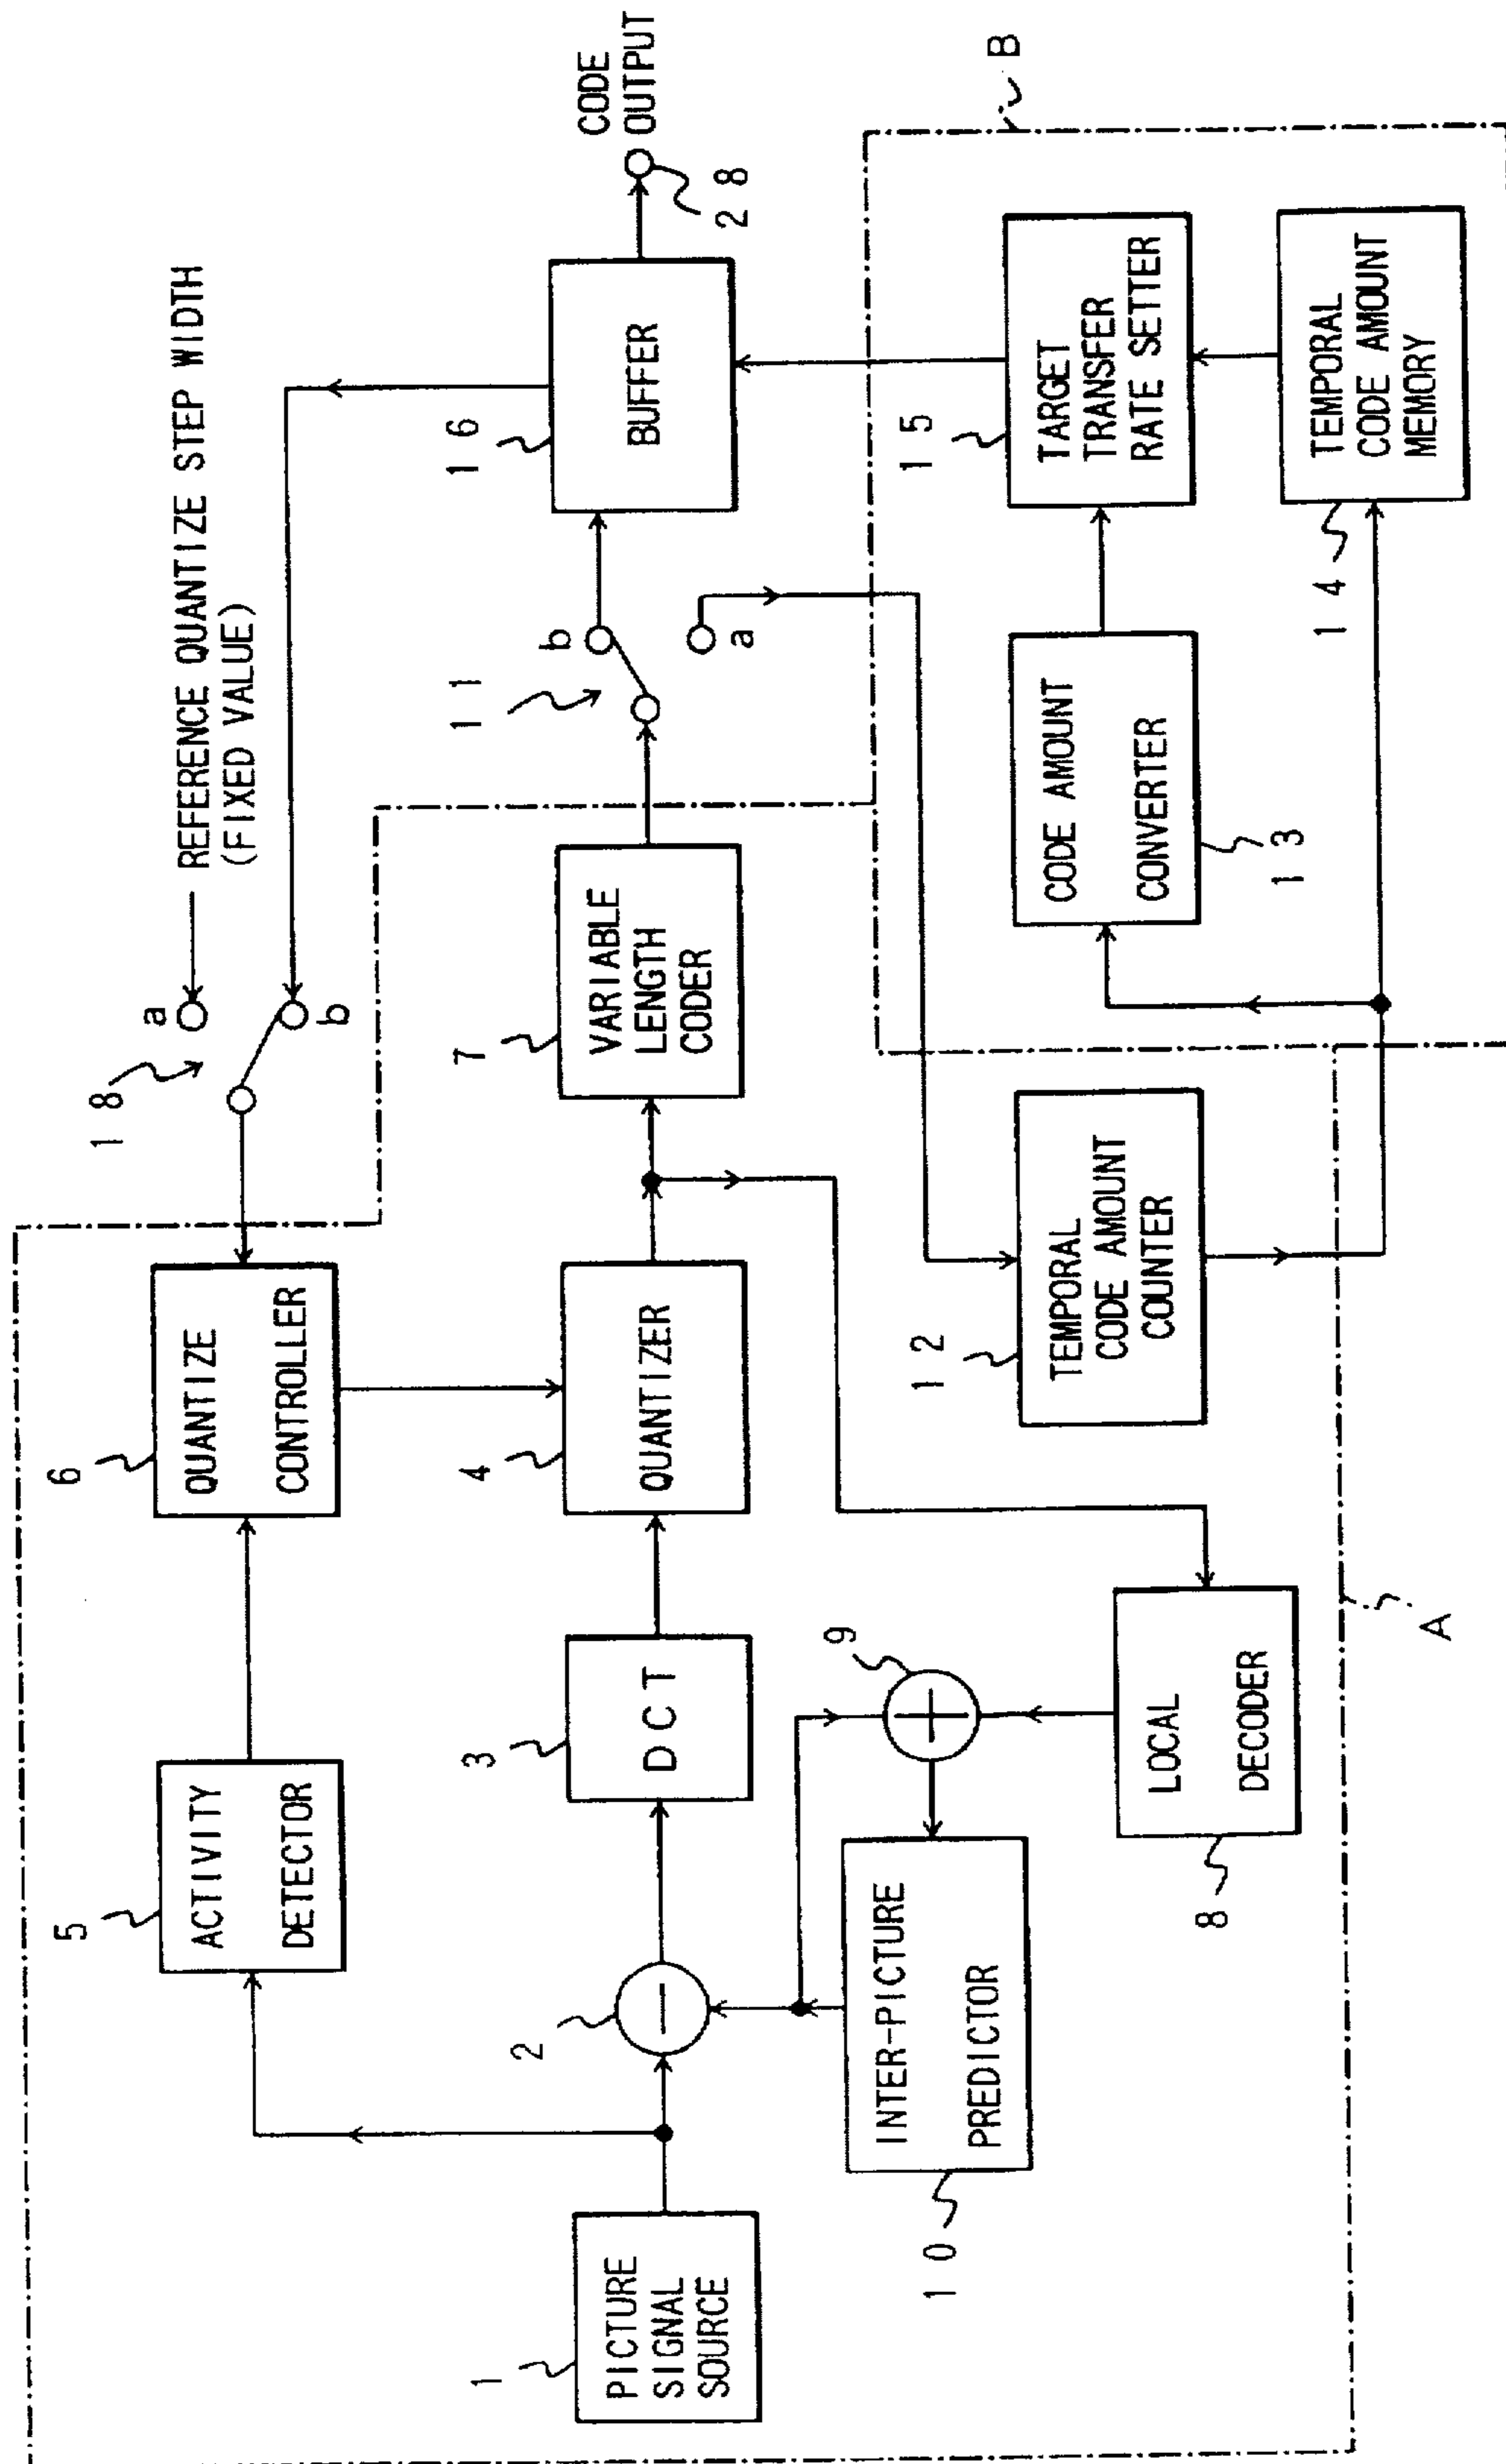 18
a
REFERENCE QUANTIZE STEP WIDTH
(FIXED VALUE)
b
5
ACTIVITY
DETECTOR
6
QUANTIZE
CONTROLLER
1
PICTURE
SIGNAL
SOURCE
2
−
3
DCT
4
QUANTIZER
7
VARIABLE
LENGTH
CODER
11
b
a
16
BUFFER
CODE
OUTPUT
28
10
INTER-PICTURE
PREDICTOR
9
+
8
LOCAL
DECODER
12
TEMPORAL
CODE AMOUNT
COUNTER
CODE AMOUNT
CONVERTER
13
15
TARGET
TRANSFER
RATE SETTER
14
TEMPORAL
CODE AMOUNT
MEMORY
A
B